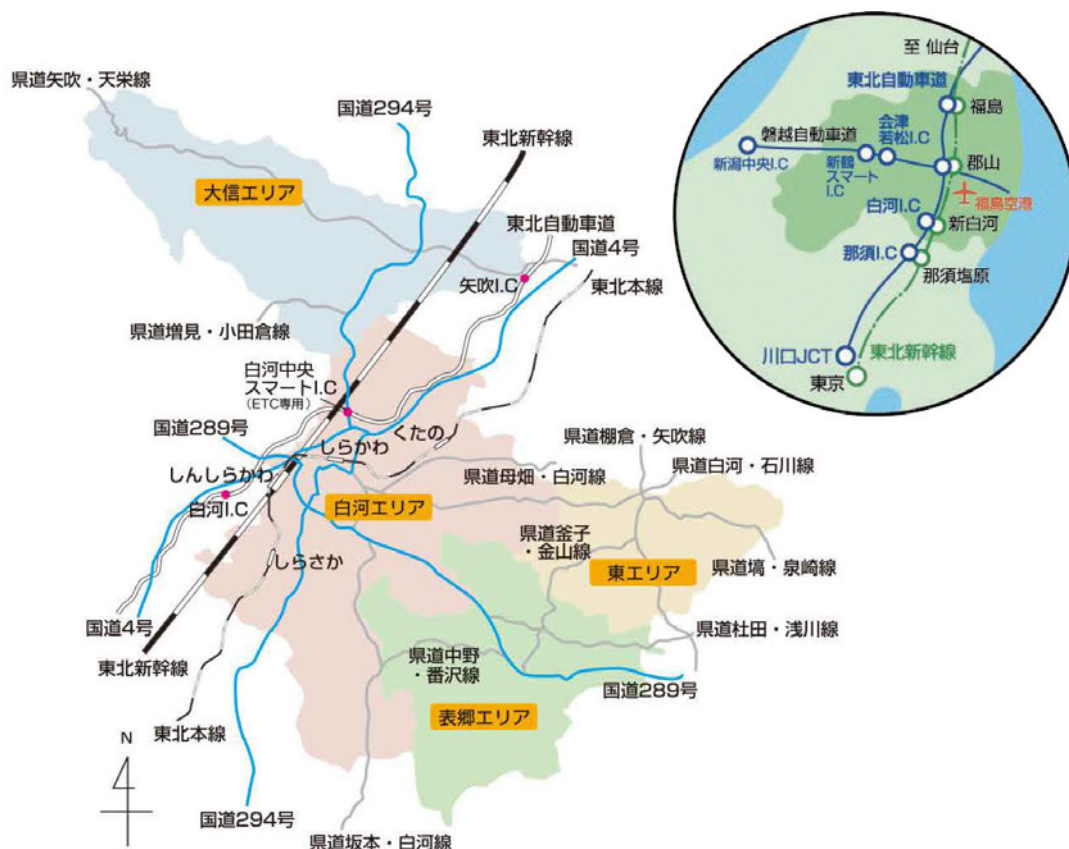 県道矢吹・天栄線
国道294号
東北新幹線
大信エリア
東北自動車道
国道4号
矢吹I.C
東北本線
県道増見・小田倉線
白河中央
スマートI.C
(ETC専用)
国道289号
くたの
しらかわ
しんしらかわ
白河I.C
白河エリア
しらさか
県道棚倉・矢吹線
県道母畑・白河線
県道白河・石川線
県道釜子
・金山線
東エリア
県道塙・泉崎線
国道4号
東北新幹線
県道社田・浅川線
県道中野
・番沢線
国道289号
表郷エリア
東北本線
N
国道294号
県道坂本・白河線
至 仙台
東北自動車道
福島
磐越自動車道
会津
若松I.C
新潟中央I.C
新鶴
スマート
I.C
郡山
福島空港
白河I.C
新白河
那須I.C
那須塩原
川口JCT
東北新幹線
東京